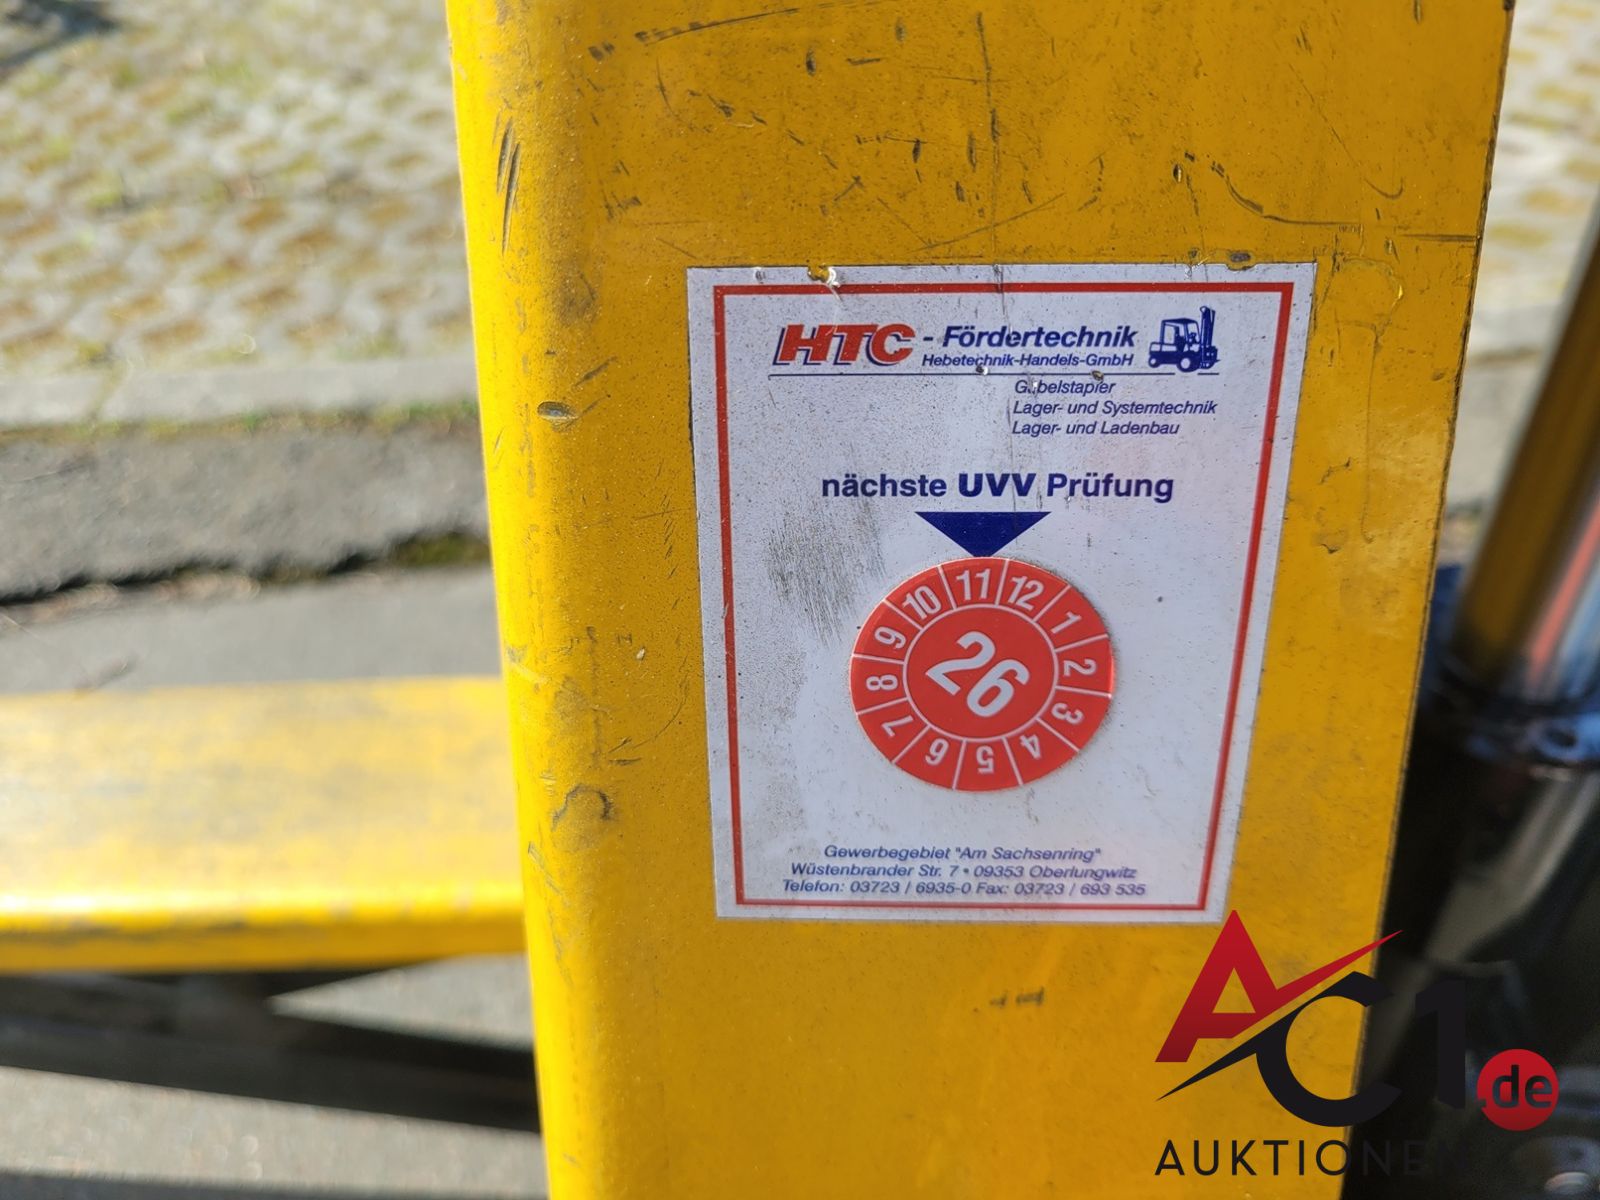 HTC - Fördertechnik
Hebetechnik-Handels-GmbH
Gabelstapler
Lager- und Systemtechnik
Lager- und Ladenbau
nächste UVV Prüfung
11 12 1 2 3 4 5 6 7 8 9 10
26
Gewerbegebiet "Am Sachsenring"
Wüstenbrander Str. 7 • 09353 Oberlungwitz
Telefon: 03723 / 6935-0 Fax: 03723 / 693 535
AC1.de
AUKTIONEN